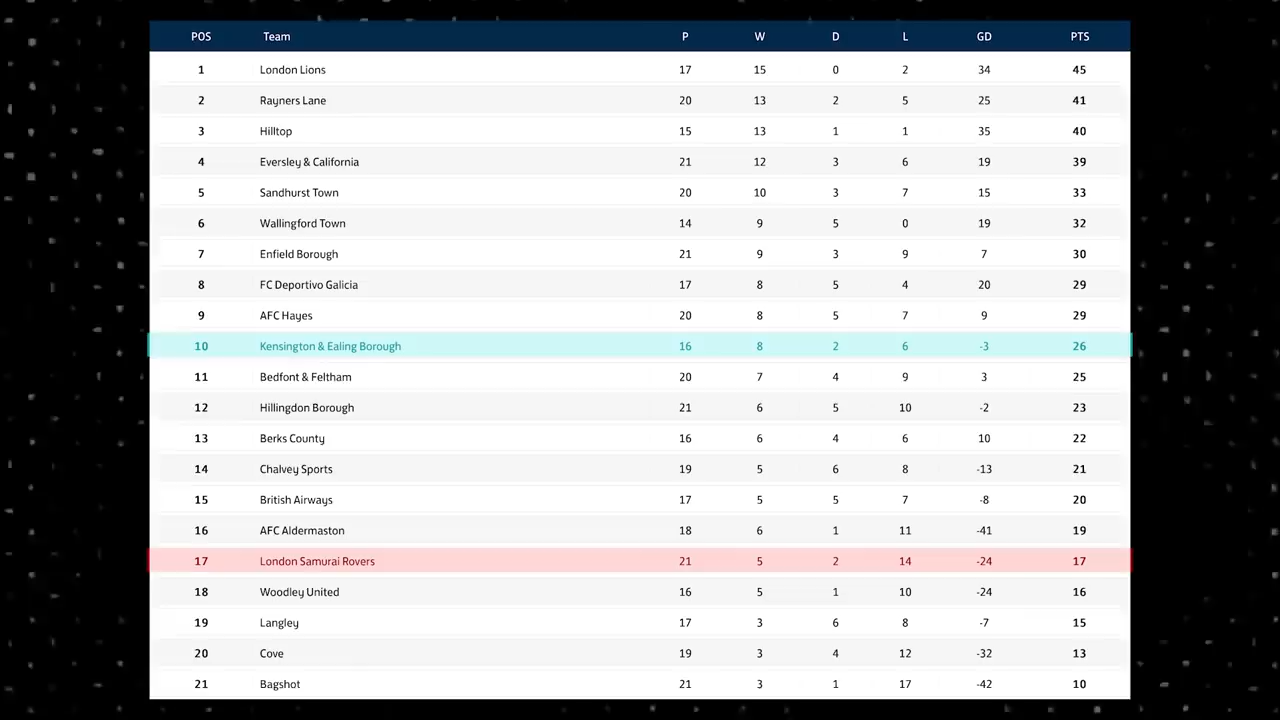 POS Team P W D L GD PTS
1 London Lions 17 15 0 2 34 45
2 Rayners Lane 20 13 2 5 25 41
3 Hilltop 15 13 1 1 35 40
4 Eversley & California 21 12 3 6 19 39
5 Sandhurst Town 20 10 3 7 15 33
6 Wallingford Town 14 9 5 0 19 32
7 Enfield Borough 21 9 3 9 7 30
8 FC Deportivo Galicia 17 8 5 4 20 29
9 AFC Hayes 20 8 5 7 9 29
10 Kensington & Ealing Borough 16 8 2 6 -3 26
11 Bedfont & Feltham 20 7 4 9 3 25
12 Hillingdon Borough 21 6 5 10 -2 23
13 Berks County 16 6 4 6 10 22
14 Chalvey Sports 19 5 6 8 -13 21
15 British Airways 17 5 5 7 -8 20
16 AFC Aldermaston 18 6 1 11 -41 19
17 London Samurai Rovers 21 5 2 14 -24 17
18 Woodley United 16 5 1 10 -24 16
19 Langley 17 3 6 8 -7 15
20 Cove 19 3 4 12 -32 13
21 Bagshot 21 3 1 17 -42 10